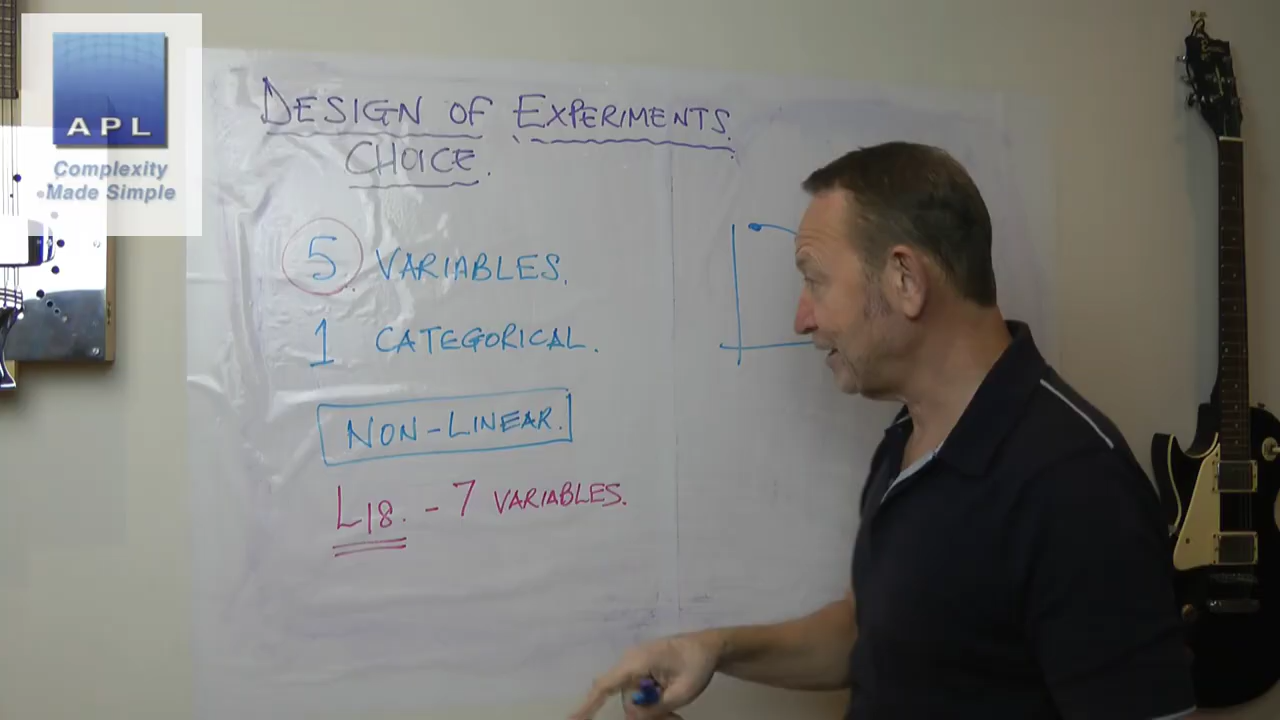 APL
Complexity
Made Simple
DESIGN OF EXPERIMENTS.
CHOICE.
5 VARIABLES.
1 CATEGORICAL.
NON-LINEAR.
L18. - 7 VARIABLES.